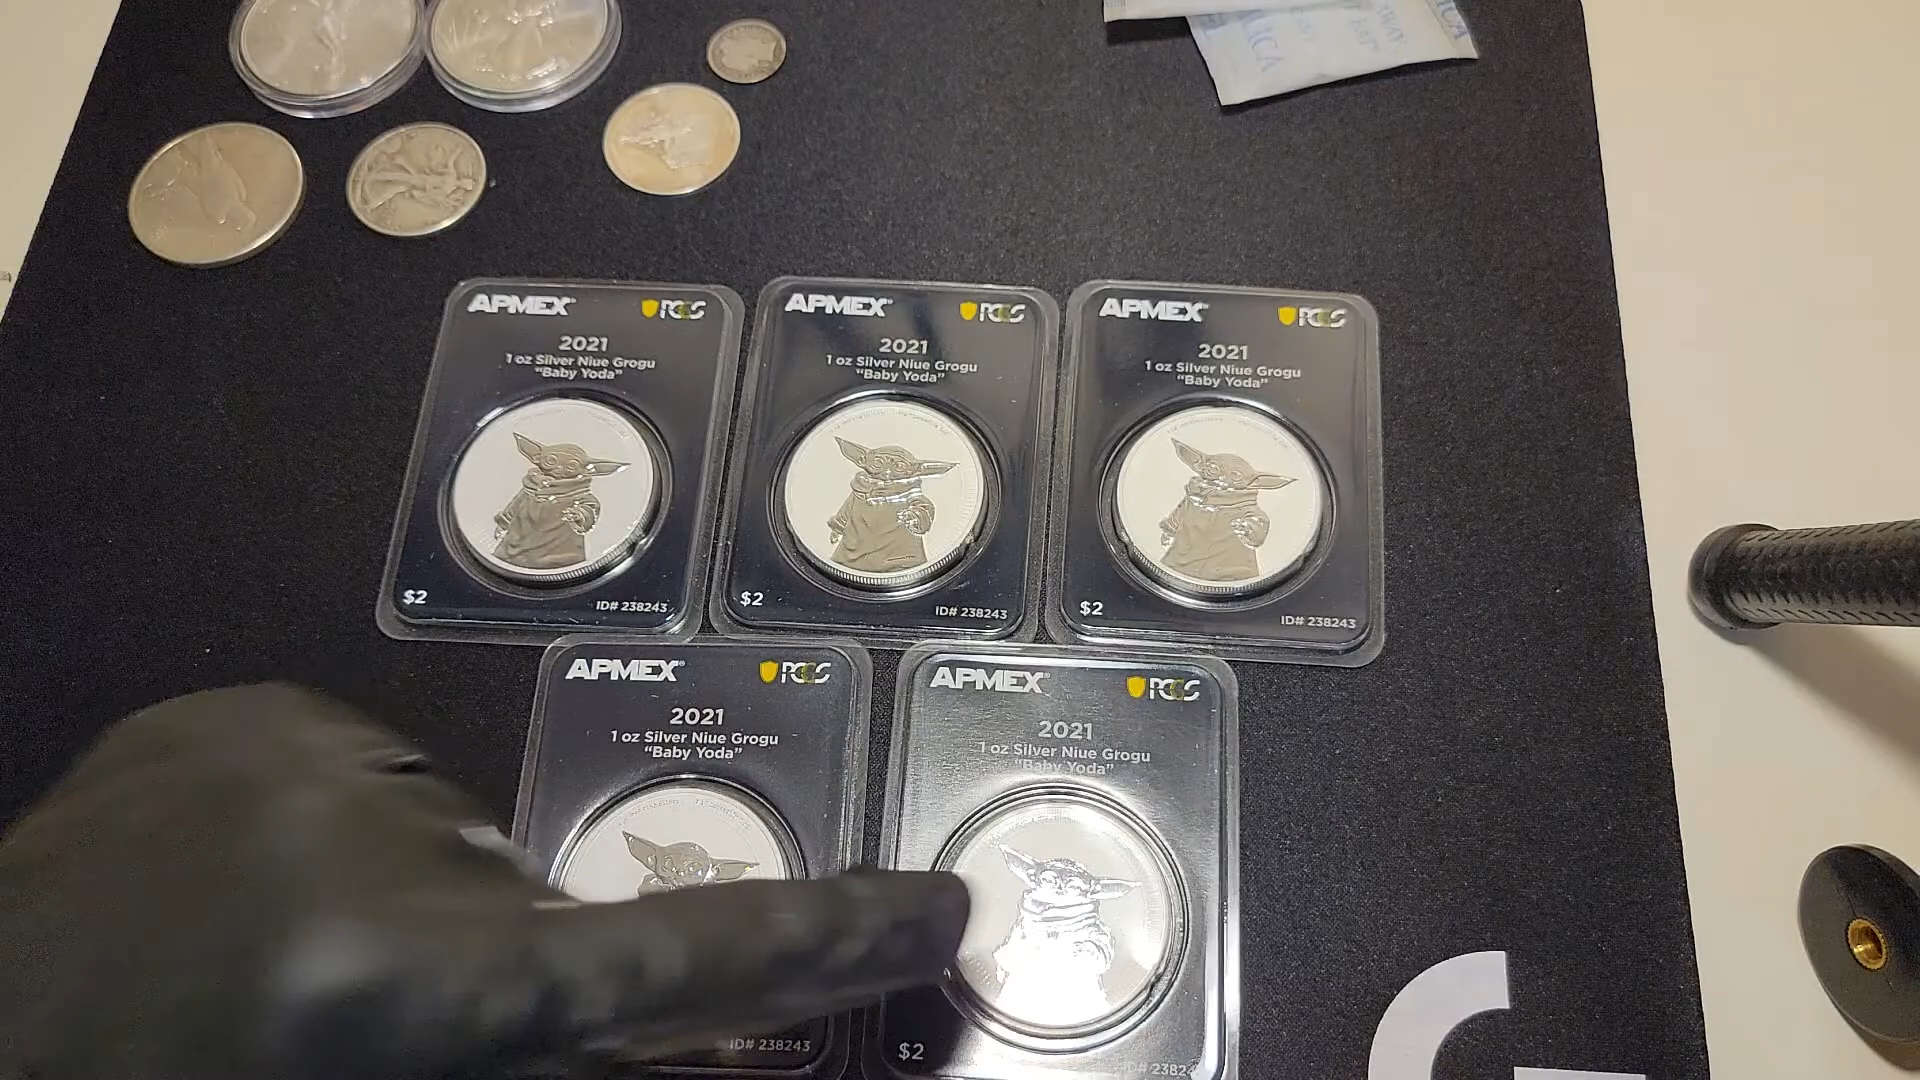 SILICA
APMEX
PCGS
2021
1 oz Silver Niue Grogu
"Baby Yoda"
$2
ID# 238243
APMEX
PCGS
2021
1 oz Silver Niue Grogu
"Baby Yoda"
$2
ID# 238243
APMEX
PCGS
2021
1 oz Silver Niue Grogu
"Baby Yoda"
$2
ID# 238243
APMEX
PCGS
2021
1 oz Silver Niue Grogu
"Baby Yoda"
ID# 238243
APMEX
PCGS
2021
1 oz Silver Niue Grogu
"Baby Yoda"
$2
ID# 2382